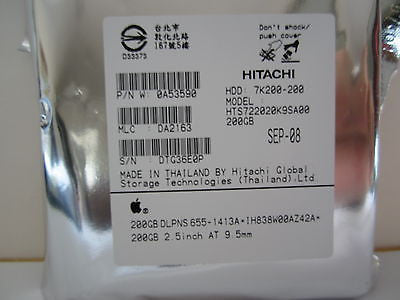 台北市
敦化北路
167號5樓
D33373
Don't shock/
push cover
HITACHI
P/N W: 0A53590
HDD: 7K200-200
MODEL:
HTS722020K9SA00
200GB
MLC : DA2163
SEP-08
S/N : DTG36E0P
MADE IN THAILAND BY Hitachi Global
Storage Technologies (Thailand).Ltd.
200GB DLPNS 655-1413A*1H838W00AZ42A*
200GB 2.5inch AT 9.5mm